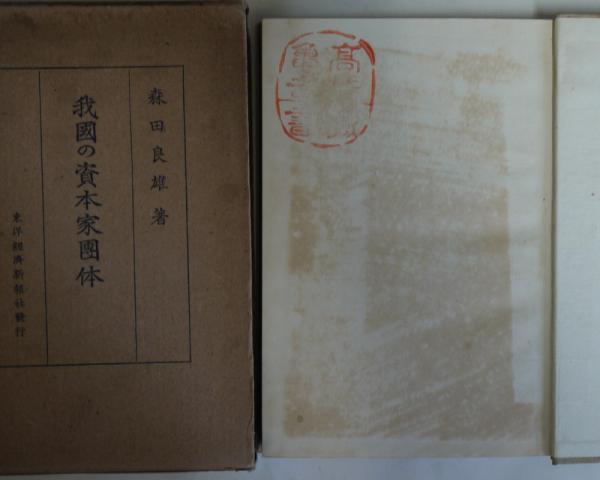 森田良雄著
我國の資本家團体
東洋經濟新報社發行
高